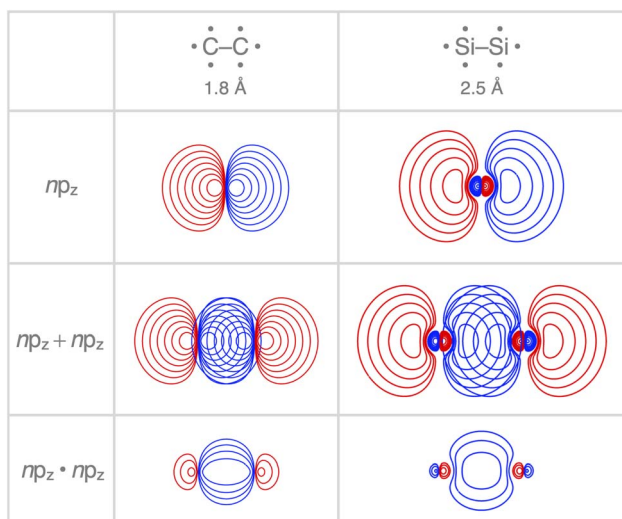 •C–C•
•Si–Si•
1.8 Å
2.5 Å
npz
npz + npz
npz • npz